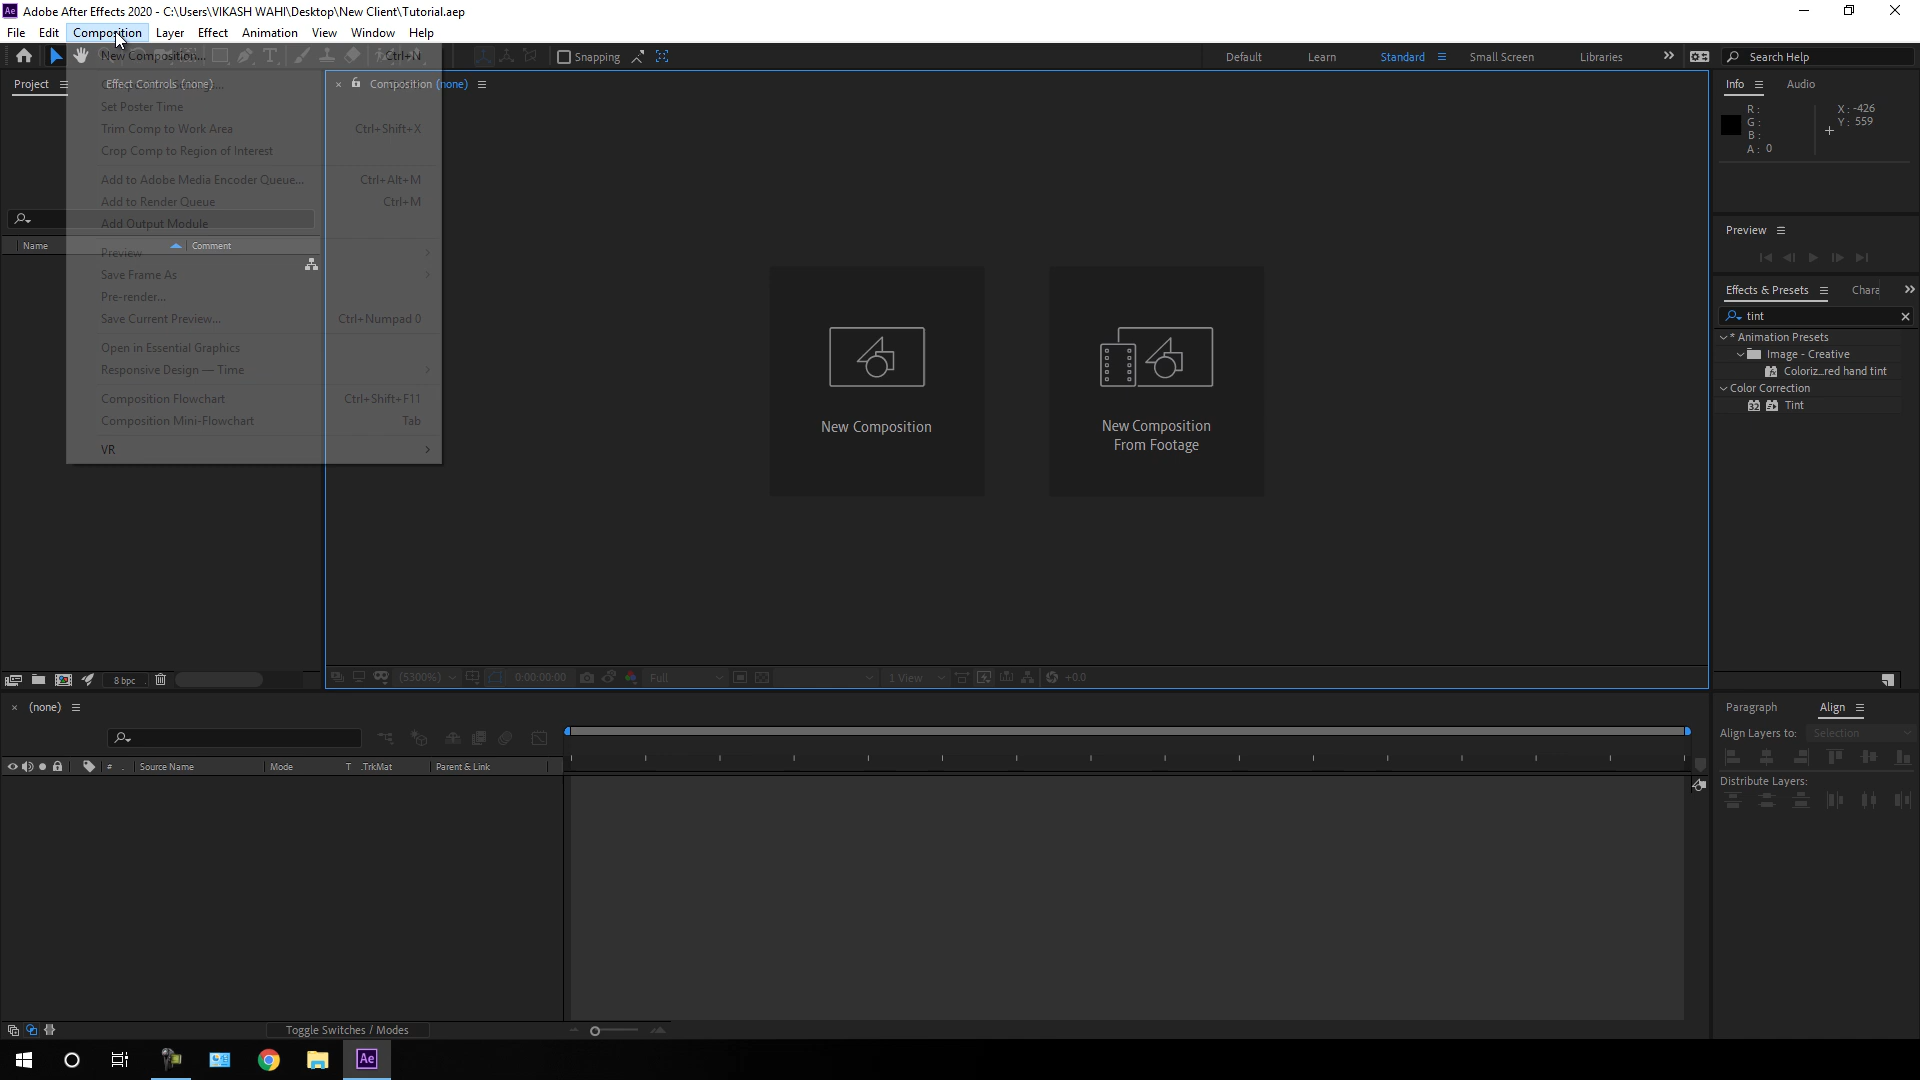 Adobe After Effects 2020 - C:\Users\VIKASH WAHI\Desktop\New Client\Tutorial.aep
File Edit Composition Layer Effect Animation View Window Help
New Composition... Ctrl+N
Snapping
Default Learn Standard Small Screen Libraries
Search Help
Project
Effect Controls (none)
Composition (none)
Set Poster Time
Trim Comp to Work Area Ctrl+Shift+X
Crop Comp to Region of Interest
Add to Adobe Media Encoder Queue... Ctrl+Alt+M
Add to Render Queue Ctrl+M
Add Output Module
Name Comment
Preview
Save Frame As
Pre-render...
Save Current Preview... Ctrl+Numpad 0
Open in Essential Graphics
Responsive Design — Time
Composition Flowchart Ctrl+Shift+F11
Composition Mini-Flowchart Tab
VR
New Composition
New Composition
From Footage
Info Audio
R: X: -426
G: Y: 559
B:
A: 0
Preview
Effects & Presets Chara
tint
* Animation Presets
Image - Creative
Coloriz...red hand tint
Color Correction
32 Tint
8 bpc
(5300%) 0:00:00:00 Full 1 View +0.0
(none)
# Source Name Mode T .TrkMat Parent & Link
Toggle Switches / Modes
Paragraph Align
Align Layers to: Selection
Distribute Layers:
Ae